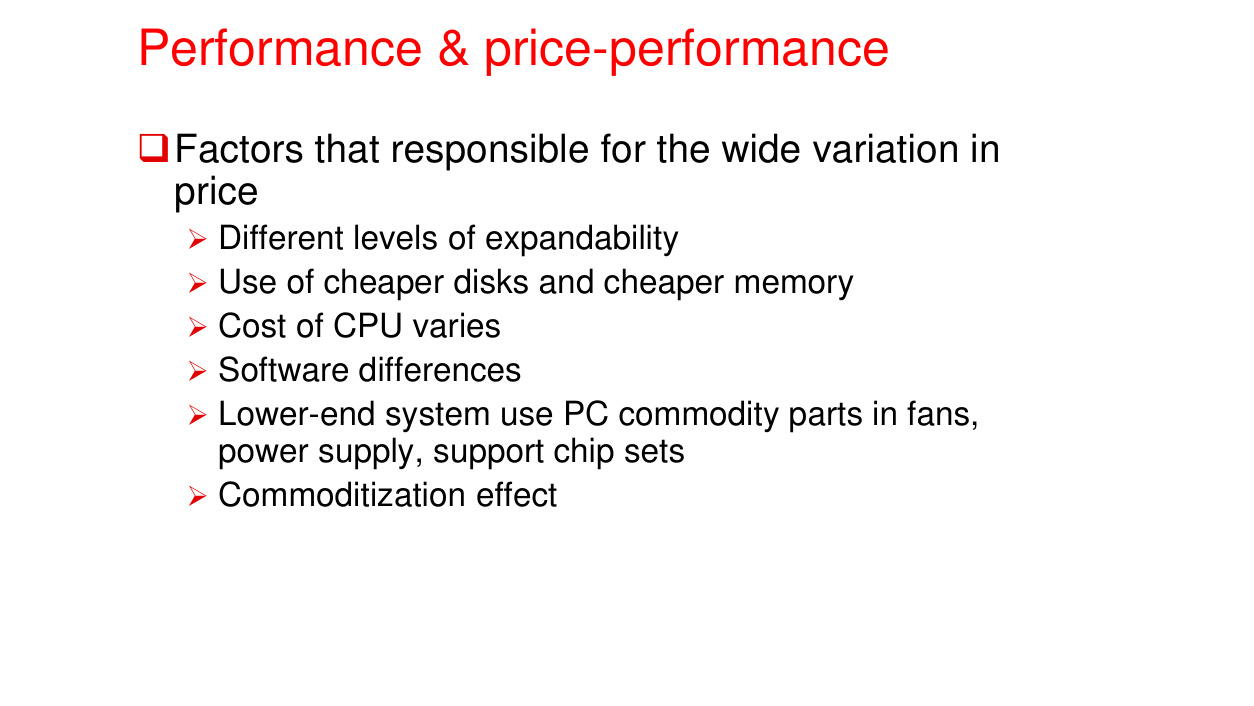 Performance & price-performance
Factors that responsible for the wide variation in
price
Different levels of expandability
Use of cheaper disks and cheaper memory
Cost of CPU varies
Software differences
Lower-end system use PC commodity parts in fans,
power supply, support chip sets
Commoditization effect